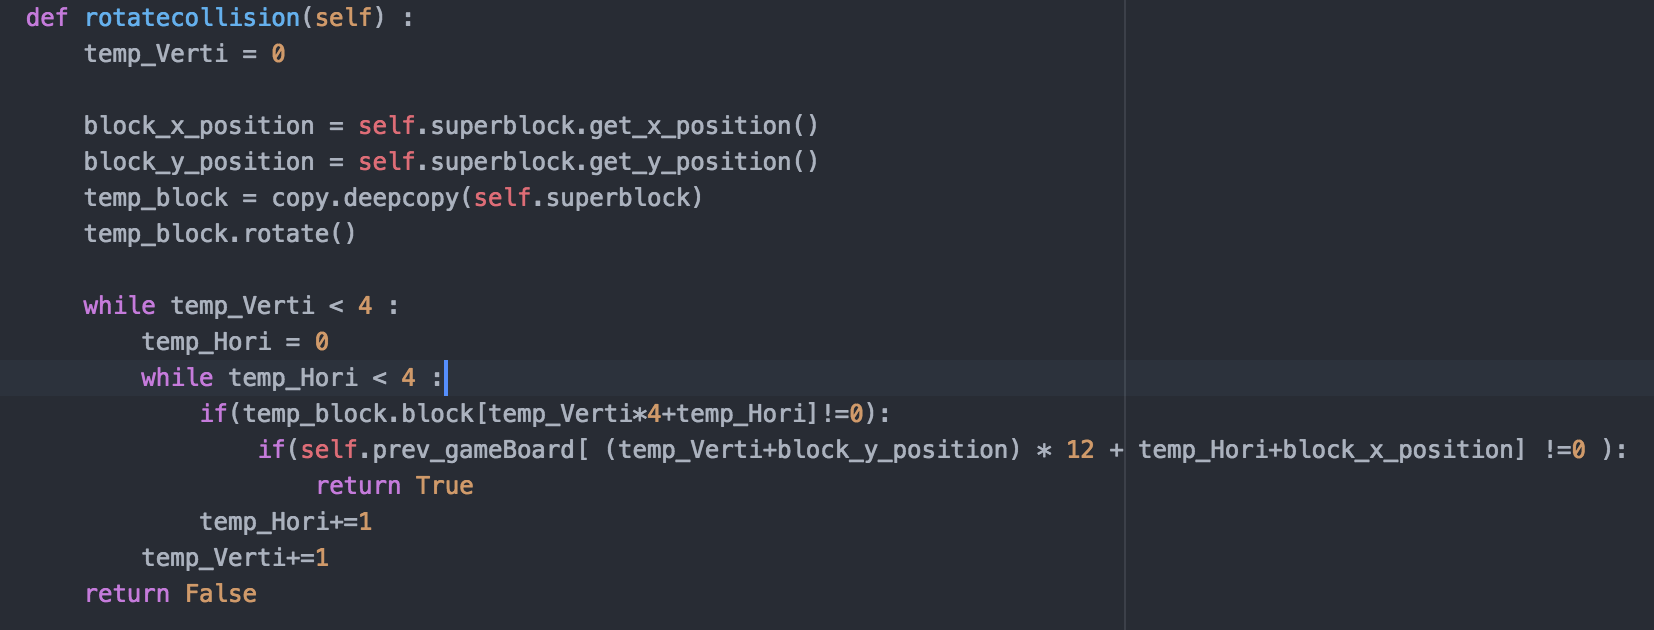 def rotatecollision(self) :
    temp_Verti = 0

    block_x_position = self.superblock.get_x_position()
    block_y_position = self.superblock.get_y_position()
    temp_block = copy.deepcopy(self.superblock)
    temp_block.rotate()

    while temp_Verti < 4 :
        temp_Hori = 0
        while temp_Hori < 4 :
            if(temp_block.block[temp_Verti*4+temp_Hori]!=0):
                if(self.prev_gameBoard[ (temp_Verti+block_y_position) * 12 + temp_Hori+block_x_position] !=0 ):
                    return True
            temp_Hori+=1
        temp_Verti+=1
    return False